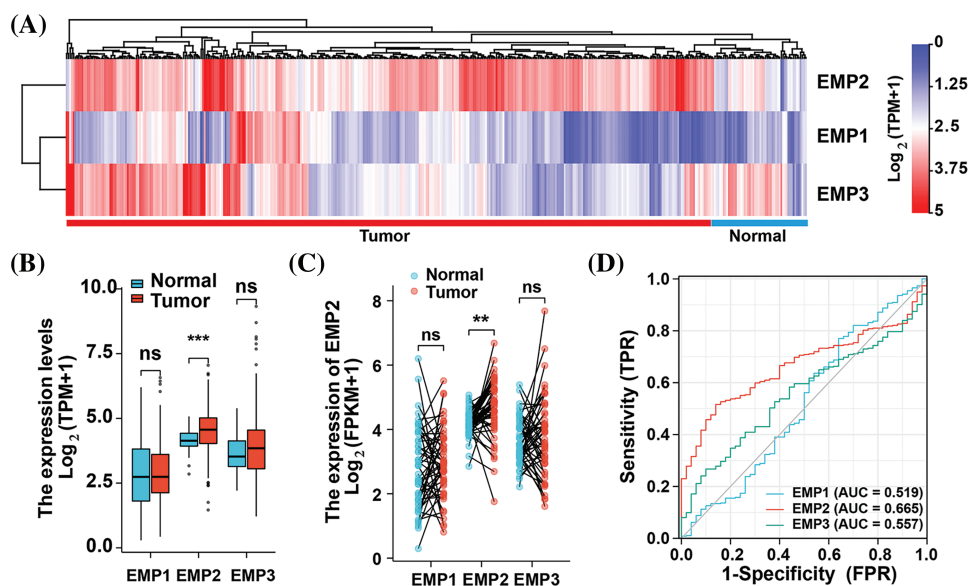 (A)
EMP2
EMP1
EMP3
Tumor
Normal
0
-1.25
-2.5
-3.75
5
Log2(TPM+1)
(B)
Normal
Tumor
The expression levels
Log2(TPM+1)
10.0
7.5
5.0
2.5
0.0
ns
***
ns
EMP1
EMP2
EMP3
(C)
Normal
Tumor
The expression of EMP2
Log2(FPKM+1)
8
6
4
2
0
ns
**
ns
EMP1
EMP2
EMP3
(D)
Sensitivity (TPR)
1.0
0.8
0.6
0.4
0.2
0.0
EMP1 (AUC = 0.519)
EMP2 (AUC = 0.665)
EMP3 (AUC = 0.557)
0.0 0.2 0.4 0.6 0.8 1.0
1-Specificity (FPR)